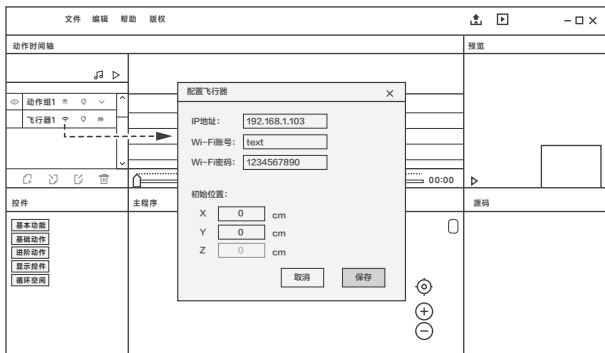 文件 编辑 帮助 版权
动作时间轴
预览
动作组1
飞行器1
配置飞行器
IP地址： 192.168.1.103
Wi-Fi账号： text
Wi-Fi密码： 1234567890
初始位置：
X 0 cm
Y 0 cm
Z 0 cm
取消 保存
00:00
控件
主程序
源码
基本功能
基础动作
进阶动作
显示控件
循环空间